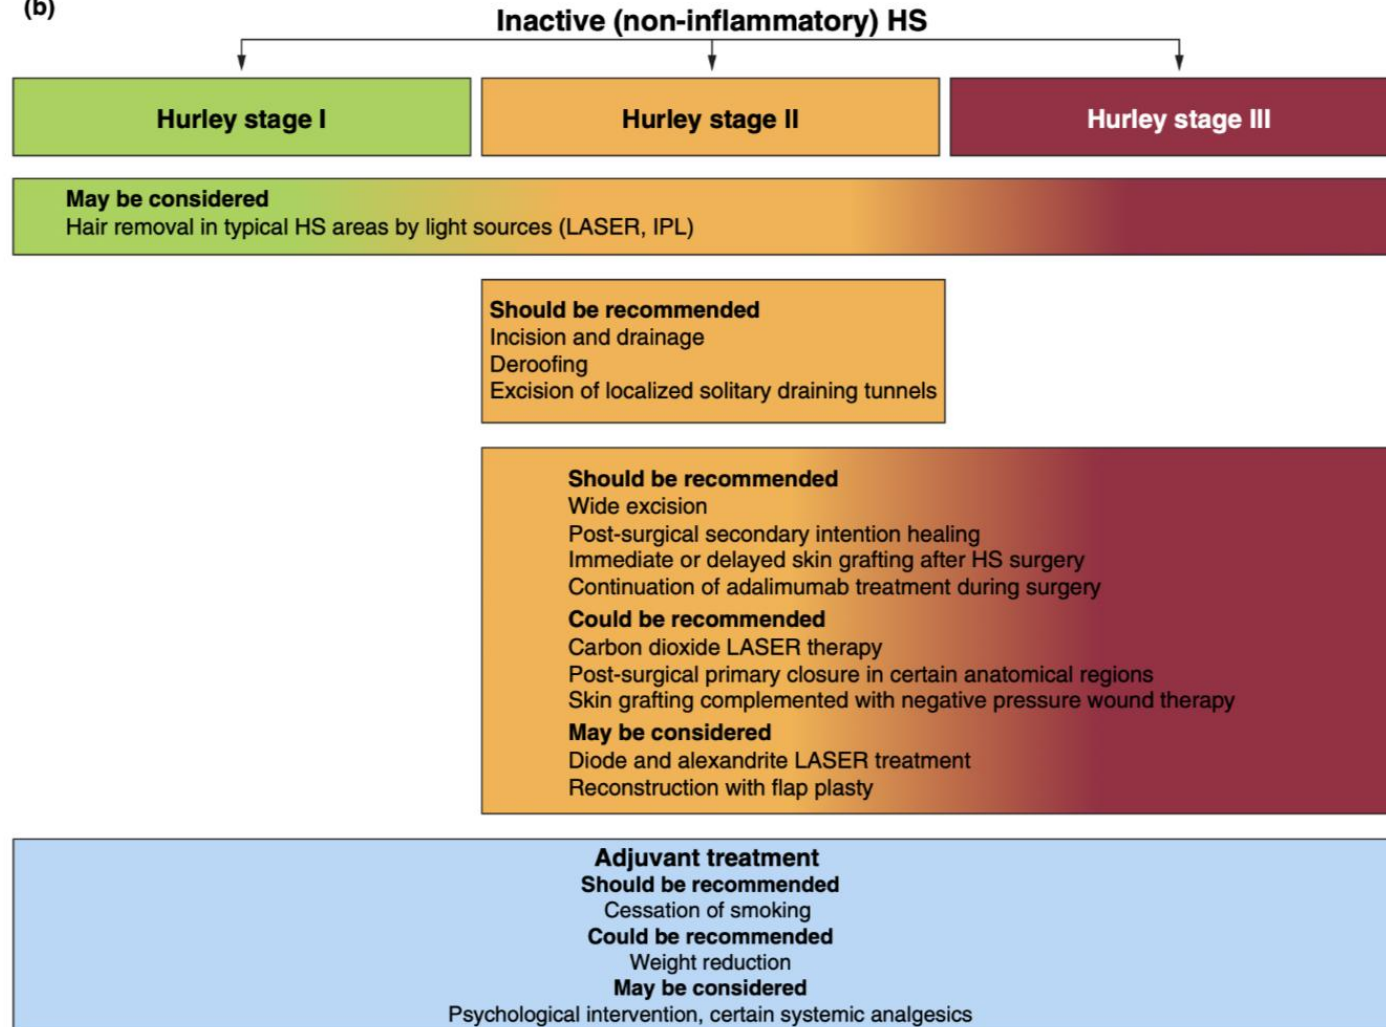 (b)
Inactive (non-inflammatory) HS
Hurley stage I
Hurley stage II
Hurley stage III
May be considered
Hair removal in typical HS areas by light sources (LASER, IPL)
Should be recommended
Incision and drainage
Deroofing
Excision of localized solitary draining tunnels
Should be recommended
Wide excision
Post-surgical secondary intention healing
Immediate or delayed skin grafting after HS surgery
Continuation of adalimumab treatment during surgery
Could be recommended
Carbon dioxide LASER therapy
Post-surgical primary closure in certain anatomical regions
Skin grafting complemented with negative pressure wound therapy
May be considered
Diode and alexandrite LASER treatment
Reconstruction with flap plasty
Adjuvant treatment
Should be recommended
Cessation of smoking
Could be recommended
Weight reduction
May be considered
Psychological intervention, certain systemic analgesics